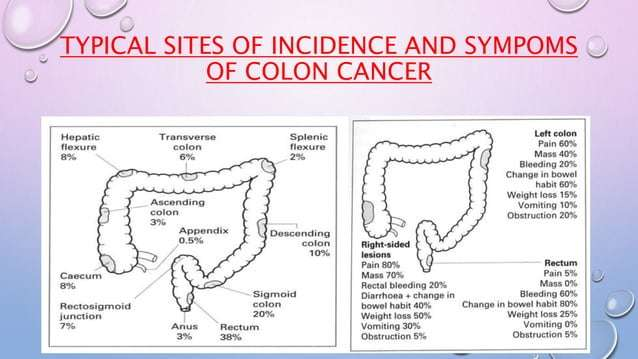 TYPICAL SITES OF INCIDENCE AND SYMPOMS
OF COLON CANCER
Hepatic
flexure
8%
Transverse
colon
6%
Splenic
flexure
2%
Ascending
colon
3%
Appendix
0.5%
Descending
colon
10%
Caecum
8%
Rectosigmoid
junction
7%
Sigmoid
colon
20%
Anus
3%
Rectum
38%
Left colon
Pain 60%
Mass 40%
Bleeding 20%
Change in bowel
habit 60%
Weight loss 15%
Vomiting 10%
Obstruction 20%
Right-sided
lesions
Pain 80%
Mass 70%
Rectal bleeding 20%
Diarrhoea + change in
bowel habit 40%
Weight loss 50%
Vomiting 30%
Obstruction 5%
Rectum
Pain 5%
Mass 0%
Bleeding 60%
Change in bowel habit 80%
Weight loss 25%
Vomiting 0%
Obstruction 5%